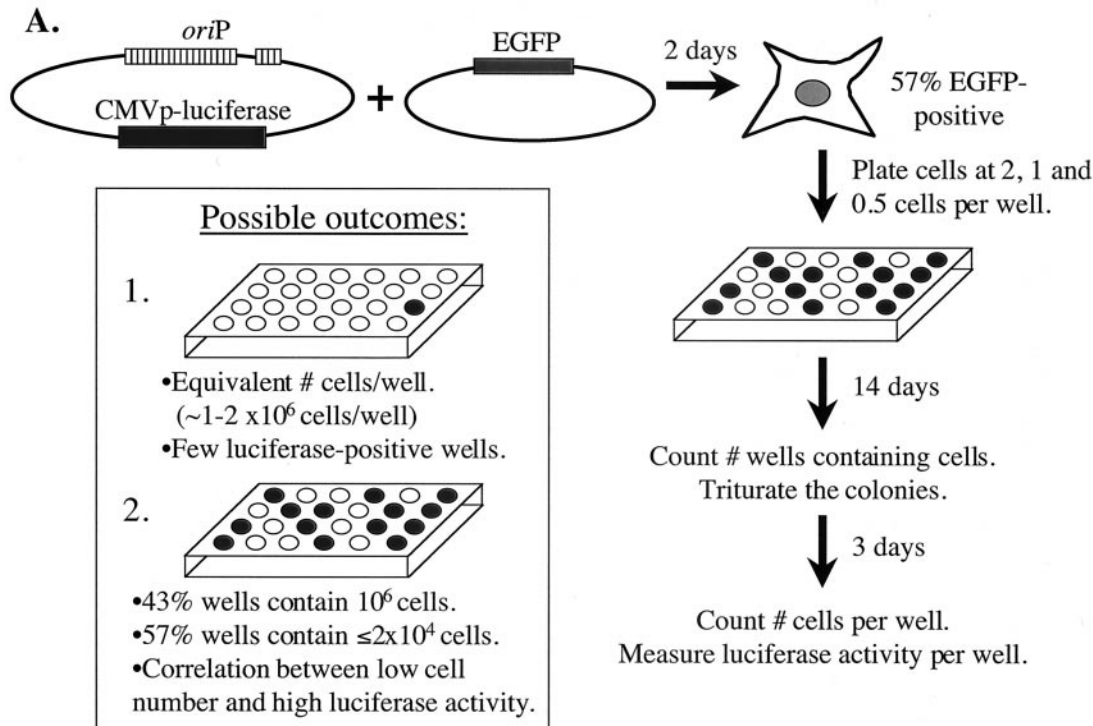 A.
oriP
CMVp-luciferase
+
EGFP
2 days
57% EGFP-
positive
Plate cells at 2, 1 and
0.5 cells per well.
14 days
Count # wells containing cells.
Triturate the colonies.
3 days
Count # cells per well.
Measure luciferase activity per well.
Possible outcomes:
1.
•Equivalent # cells/well.
(~1-2 x10⁶ cells/well)
•Few luciferase-positive wells.
2.
•43% wells contain 10⁶ cells.
•57% wells contain ≤2x10⁴ cells.
•Correlation between low cell
number and high luciferase activity.